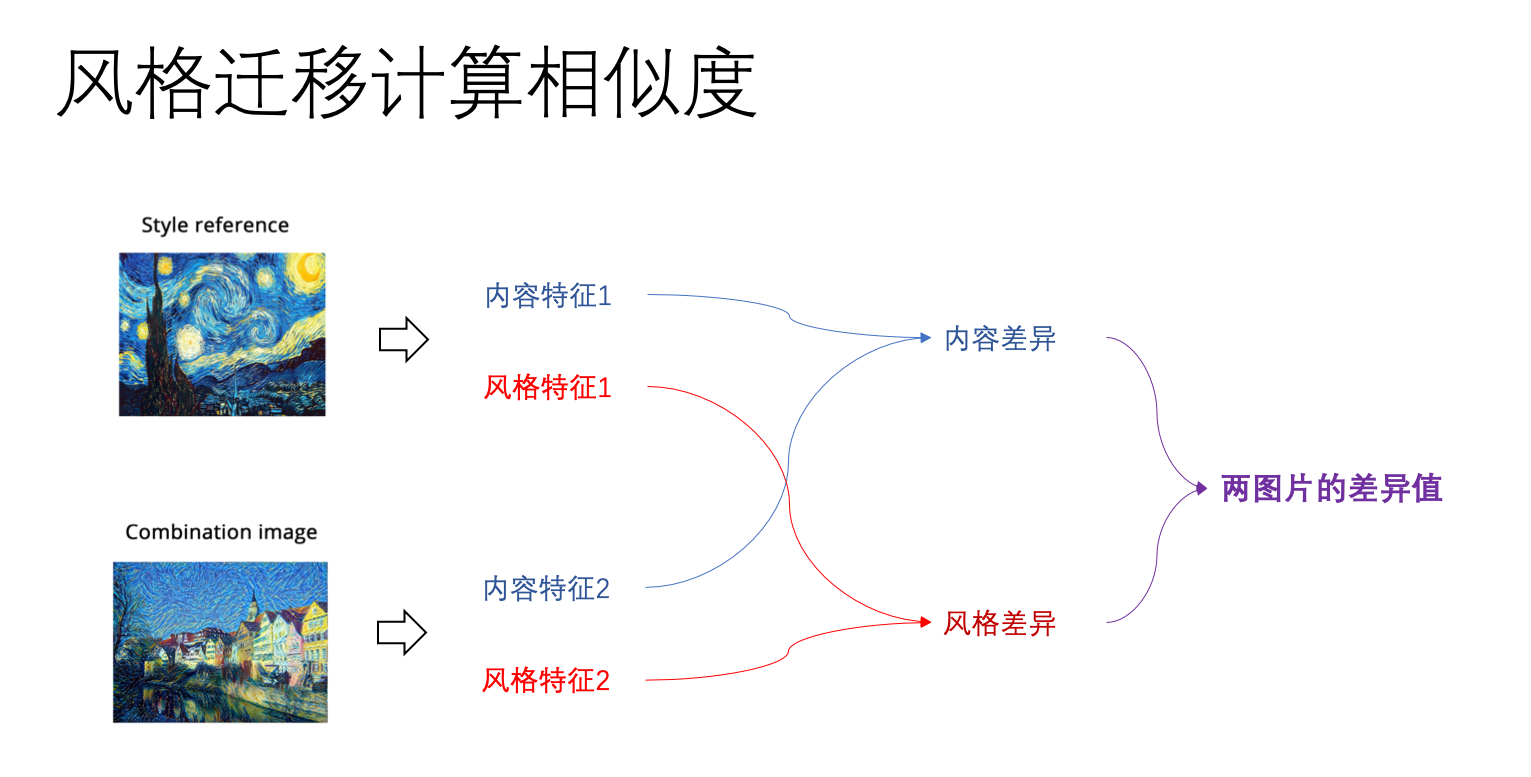 风格迁移计算相似度
Style reference
内容特征1
内容差异
风格特征1
两图片的差异值
Combination image
内容特征2
风格差异
风格特征2